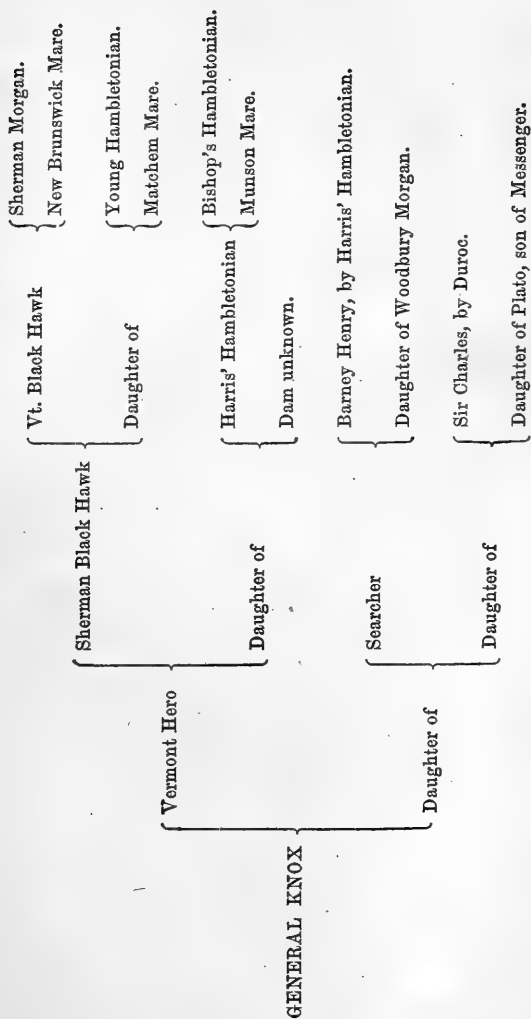 GENERAL KNOX
Vermont Hero
Daughter of
Sherman Black Hawk
Daughter of
Searcher
Daughter of
Vt. Black Hawk
Daughter of
Harris' Hambletonian
Dam unknown.
Barney Henry, by Harris' Hambletonian.
Daughter of Woodbury Morgan.
Sir Charles, by Duroc.
Daughter of Plato, son of Messenger.
Sherman Morgan.
New Brunswick Mare.
Young Hambletonian.
Matchem Mare.
Bishop's Hambletonian.
Munson Mare.